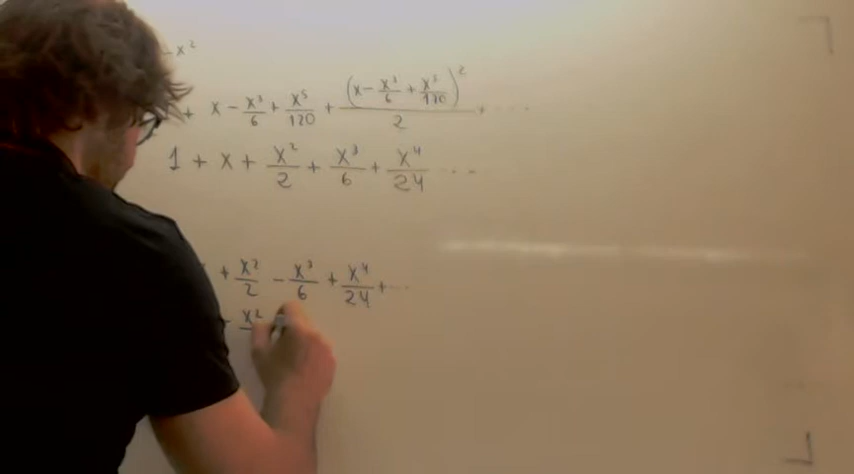 - x²
+ x - x³/6 + x⁵/120 + (x - x³/6 + x⁵/120)²/2 + ...
1 + x + x²/2 + x³/6 + x⁴/24 ...
+ x²/2 - x³/6 + x⁴/24 + ...
- x²